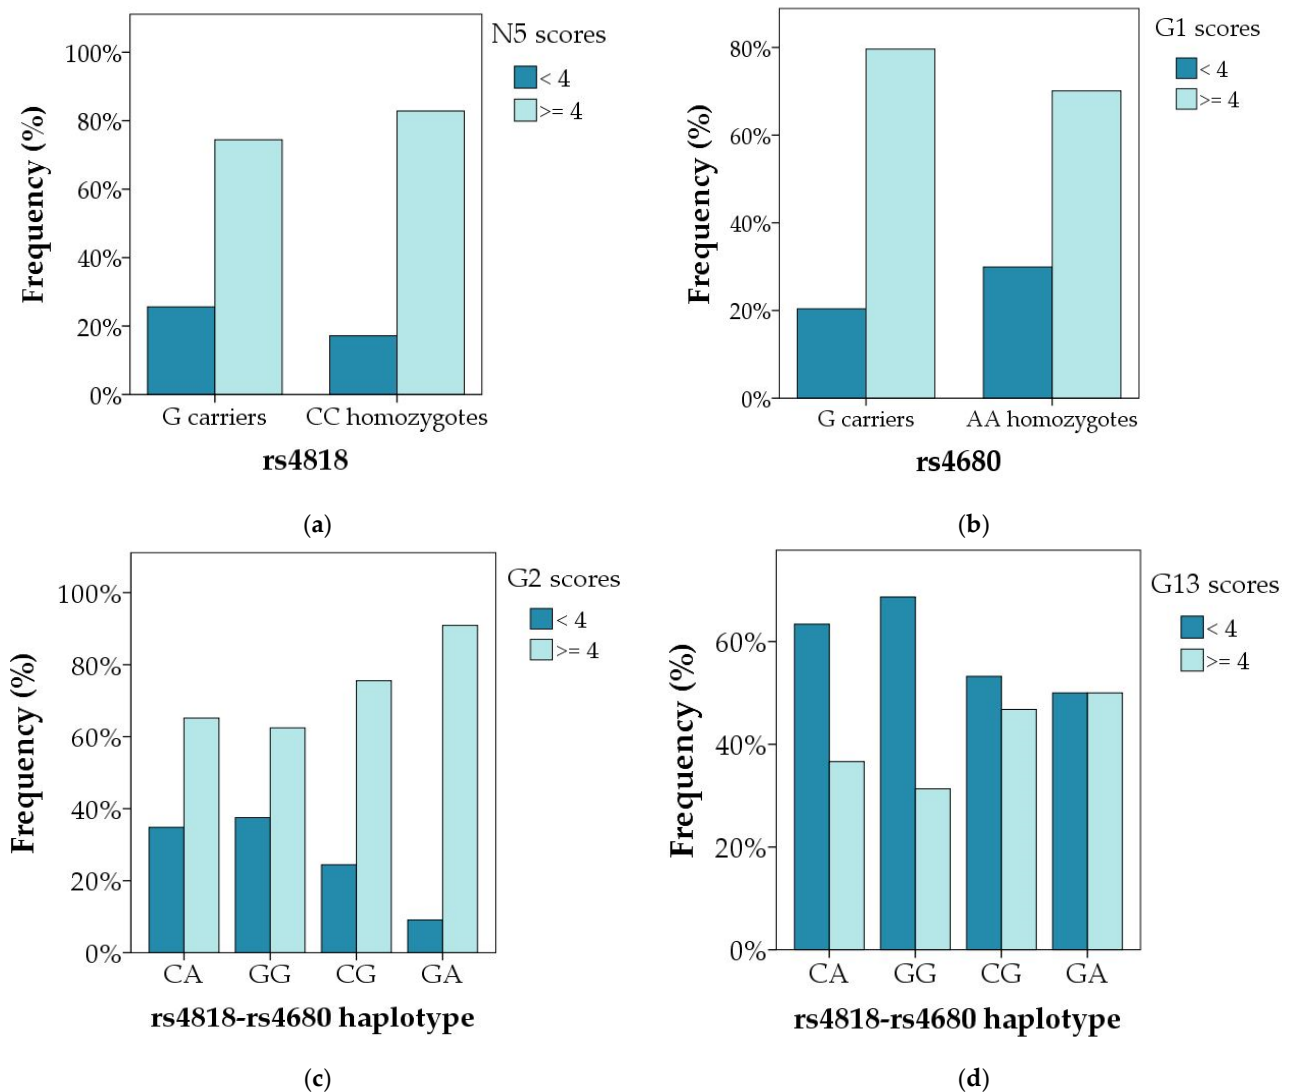 N5 scores
< 4
>= 4
100%
80%
60%
40%
20%
0%
Frequency (%)
G carriers
CC homozygotes
rs4818
(a)
G1 scores
< 4
>= 4
80%
60%
40%
20%
0%
Frequency (%)
G carriers
AA homozygotes
rs4680
(b)
G2 scores
< 4
>= 4
100%
80%
60%
40%
20%
0%
Frequency (%)
CA
GG
CG
GA
rs4818-rs4680 haplotype
(c)
G13 scores
< 4
>= 4
60%
40%
20%
0%
Frequency (%)
CA
GG
CG
GA
rs4818-rs4680 haplotype
(d)